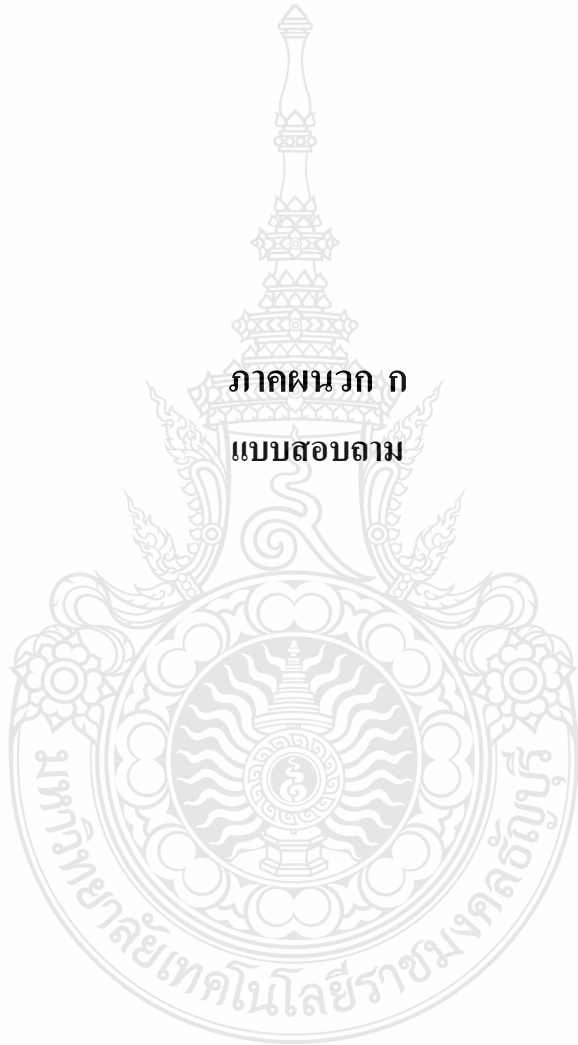 ภาคผนวก ก
แบบสอบถาม
มหาวิทยาลัยเทคโนโลยีราชมงคลธัญบุรี